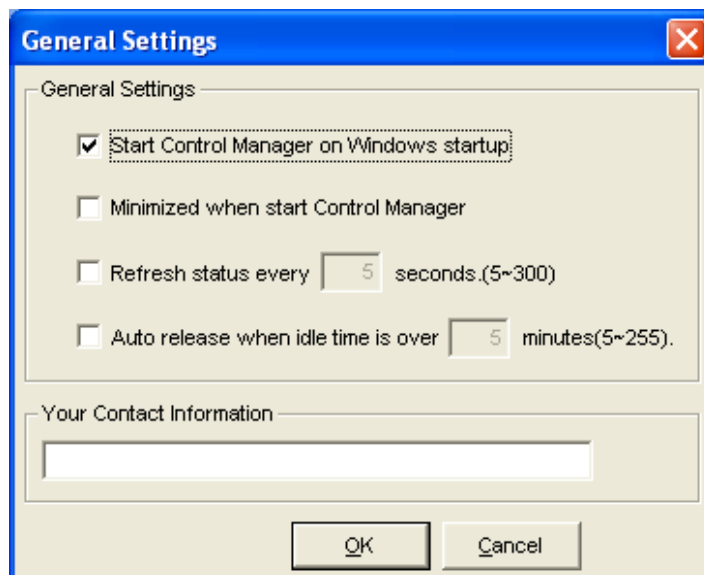 General Settings
General Settings
Start Control Manager on Windows startup
Minimized when start Control Manager
Refresh status every 5 seconds.(5~300)
Auto release when idle time is over 5 minutes(5~255).
Your Contact Information
OK Cancel